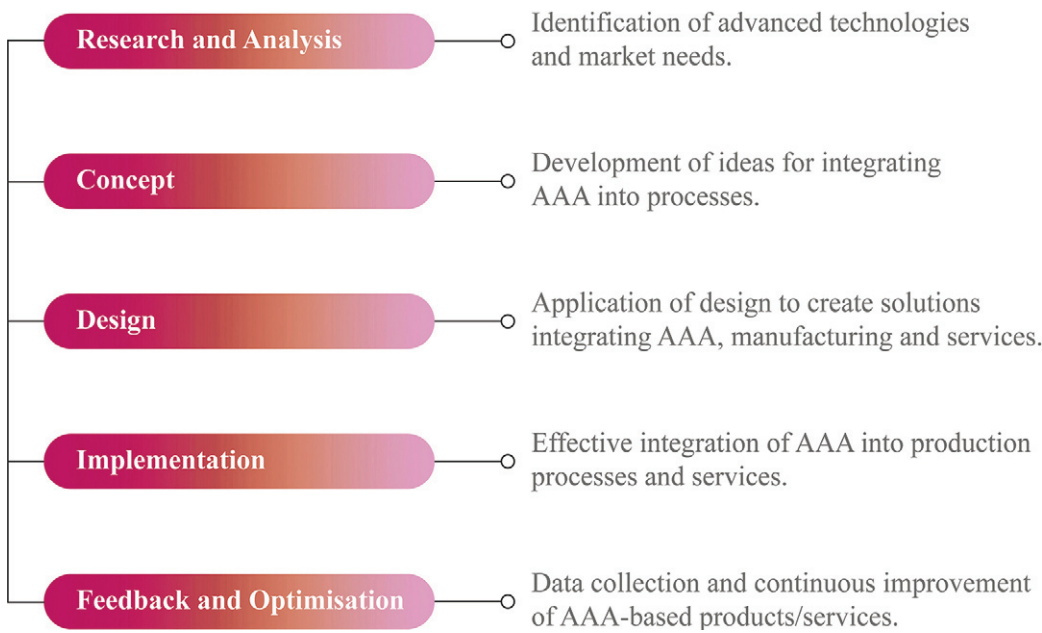 Research and Analysis
Identification of advanced technologies
and market needs.
Concept
Development of ideas for integrating
AAA into processes.
Design
Application of design to create solutions
integrating AAA, manufacturing and services.
Implementation
Effective integration of AAA into production
processes and services.
Feedback and Optimisation
Data collection and continuous improvement
of AAA-based products/services.